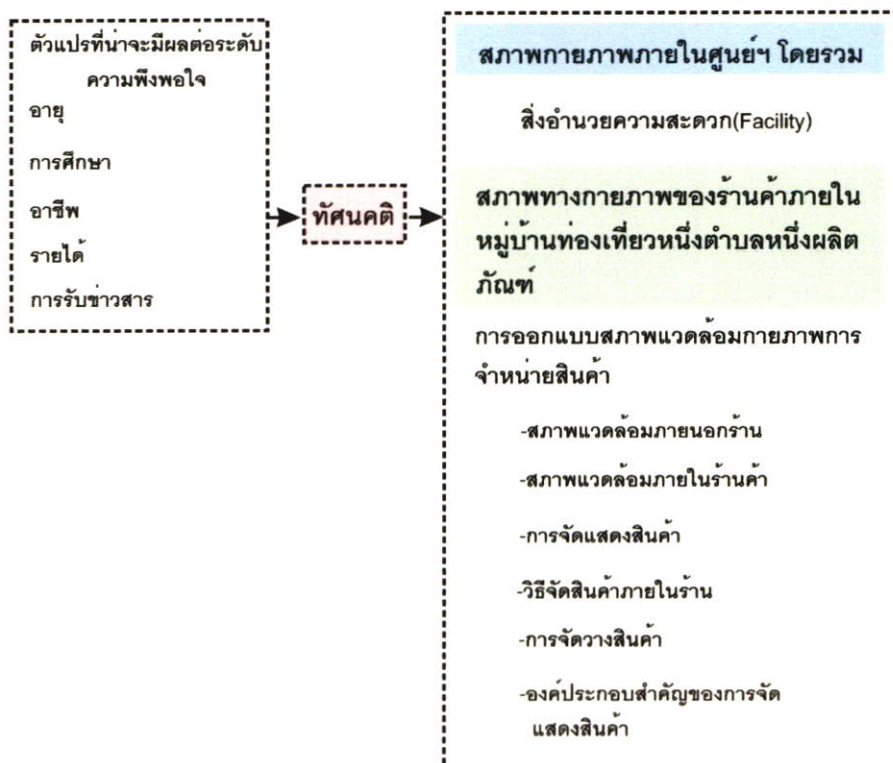 ตัวแปรที่น่าจะมีผลต่อระดับ
ความพึงพอใจ
อายุ
การศึกษา
อาชีพ
รายได้
การรับข่าวสาร
ทัศนคติ
สภาพกายภาพภายในศูนย์ฯ โดยรวม
สิ่งอำนวยความสะดวก(Facility)
สภาพทางกายภาพของร้านค้าภายใน
หมู่บ้านท่องเที่ยวหนึ่งตำบลหนึ่งผลิต
ภัณฑ์
การออกแบบสภาพแวดล้อมกายภาพการ
จำหน่ายสินค้า
-สภาพแวดล้อมภายนอกร้าน
-สภาพแวดล้อมภายในร้านค้า
-การจัดแสดงสินค้า
-วิธีจัดสินค้าภายในร้าน
-การจัดวางสินค้า
-องค์ประกอบสำคัญของการจัด
แสดงสินค้า